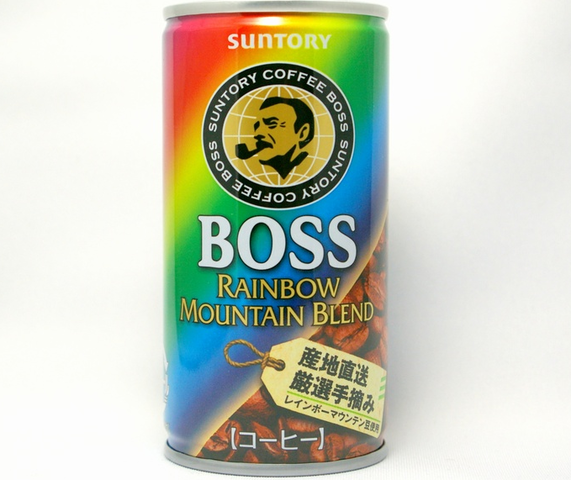 SUNTORY
SUNTORY COFFEE BOSS SUNTORY COFFEE BOSS
BOSS
RAINBOW
MOUNTAIN BLEND
産地直送
厳選手摘み
レインボーマウンテン豆使用
【コーヒー】